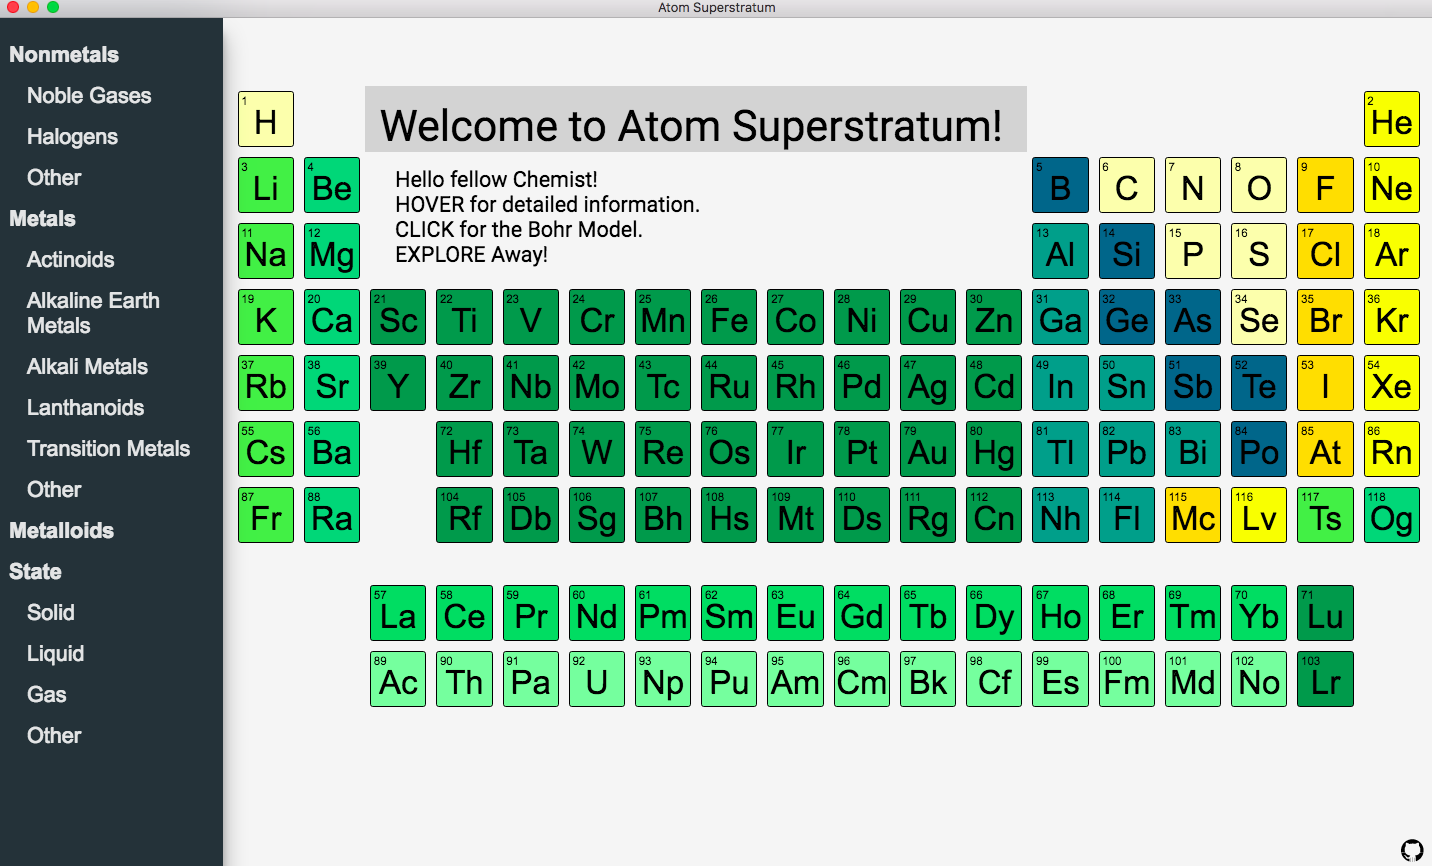 Atom Superstratum
Nonmetals
Noble Gases
Halogens
Other
Metals
Actinoids
Alkaline Earth
Metals
Alkali Metals
Lanthanoids
Transition Metals
Other
Metalloids
State
Solid
Liquid
Gas
Other
Welcome to Atom Superstratum!
Hello fellow Chemist!
HOVER for detailed information.
CLICK for the Bohr Model.
EXPLORE Away!
1 H 2 He
3 Li 4 Be 5 B 6 C 7 N 8 O 9 F 10 Ne
11 Na 12 Mg 13 Al 14 Si 15 P 16 S 17 Cl 18 Ar
19 K 20 Ca 21 Sc 22 Ti 23 V 24 Cr 25 Mn 26 Fe 27 Co 28 Ni 29 Cu 30 Zn 31 Ga 32 Ge 33 As 34 Se 35 Br 36 Kr
37 Rb 38 Sr 39 Y 40 Zr 41 Nb 42 Mo 43 Tc 44 Ru 45 Rh 46 Pd 47 Ag 48 Cd 49 In 50 Sn 51 Sb 52 Te 53 I 54 Xe
55 Cs 56 Ba 72 Hf 73 Ta 74 W 75 Re 76 Os 77 Ir 78 Pt 79 Au 80 Hg 81 Tl 82 Pb 83 Bi 84 Po 85 At 86 Rn
87 Fr 88 Ra 104 Rf 105 Db 106 Sg 107 Bh 108 Hs 109 Mt 110 Ds 111 Rg 112 Cn 113 Nh 114 Fl 115 Mc 116 Lv 117 Ts 118 Og
57 La 58 Ce 59 Pr 60 Nd 61 Pm 62 Sm 63 Eu 64 Gd 65 Tb 66 Dy 67 Ho 68 Er 69 Tm 70 Yb 71 Lu
89 Ac 90 Th 91 Pa 92 U 93 Np 94 Pu 95 Am 96 Cm 97 Bk 98 Cf 99 Es 100 Fm 101 Md 102 No 103 Lr